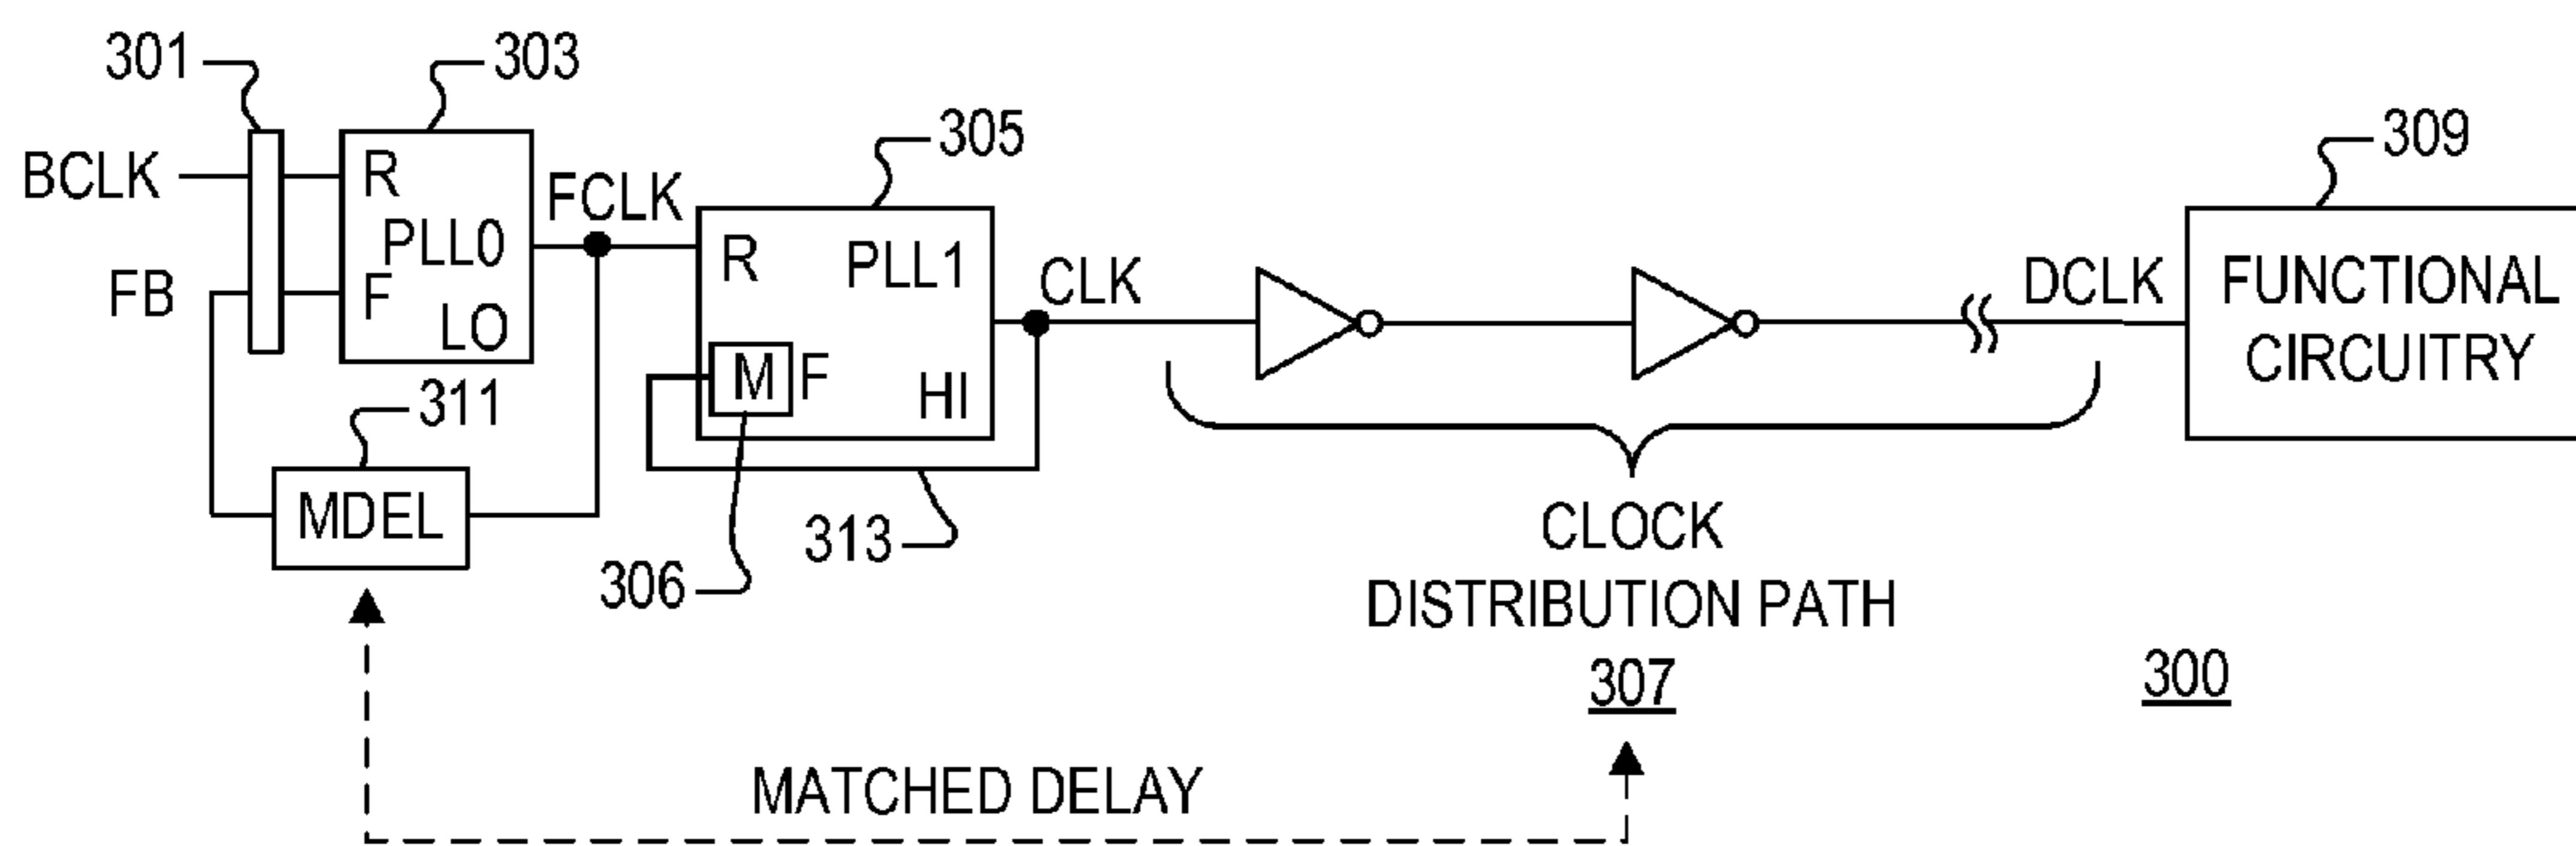 301
303
305
309
BCLK
R
PLL0
F
LO
FCLK
FB
R
PLL1
M
F
HI
CLK
DCLK
FUNCTIONAL
CIRCUITRY
311
MDEL
306
313
CLOCK
DISTRIBUTION PATH
307
300
MATCHED DELAY